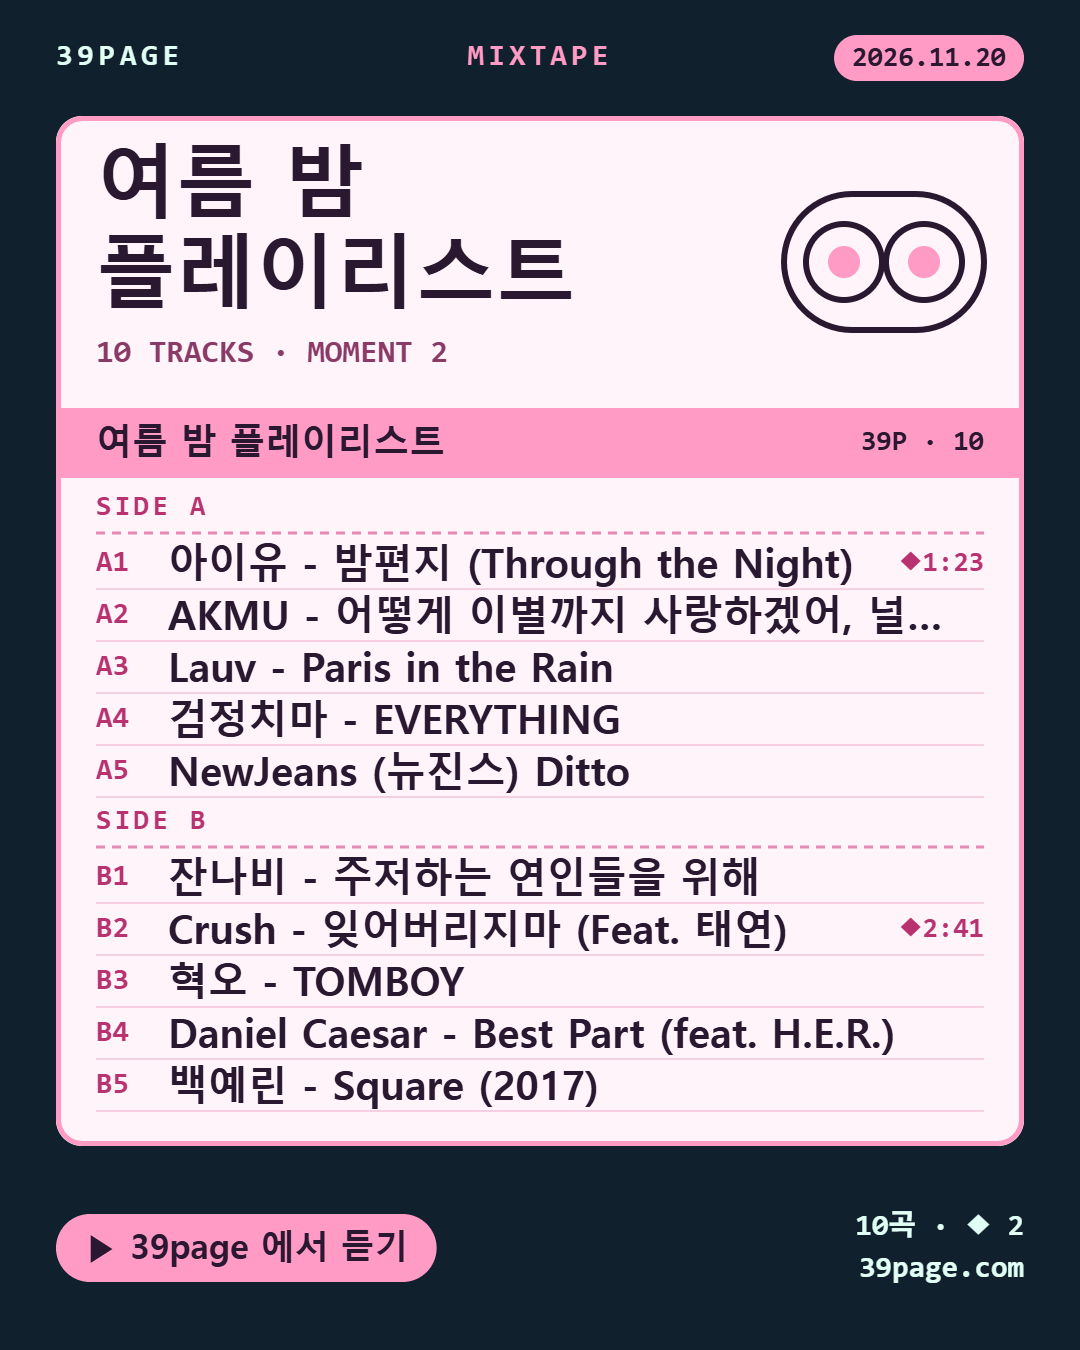 39PAGE
MIXTAPE
2026.11.20
여름 밤
플레이리스트
10 TRACKS · MOMENT 2
여름 밤 플레이리스트
39P · 10
SIDE A
A1 아이유 - 밤편지 (Through the Night) ◆1:23
A2 AKMU - 어떻게 이별까지 사랑하겠어, 널...
A3 Lauv - Paris in the Rain
A4 검정치마 - EVERYTHING
A5 NewJeans (뉴진스) Ditto
SIDE B
B1 잔나비 - 주저하는 연인들을 위해
B2 Crush - 잊어버리지마 (Feat. 태연) ◆2:41
B3 혁오 - TOMBOY
B4 Daniel Caesar - Best Part (feat. H.E.R.)
B5 백예린 - Square (2017)
▶ 39page 에서 듣기
10곡 · ◆ 2
39page.com